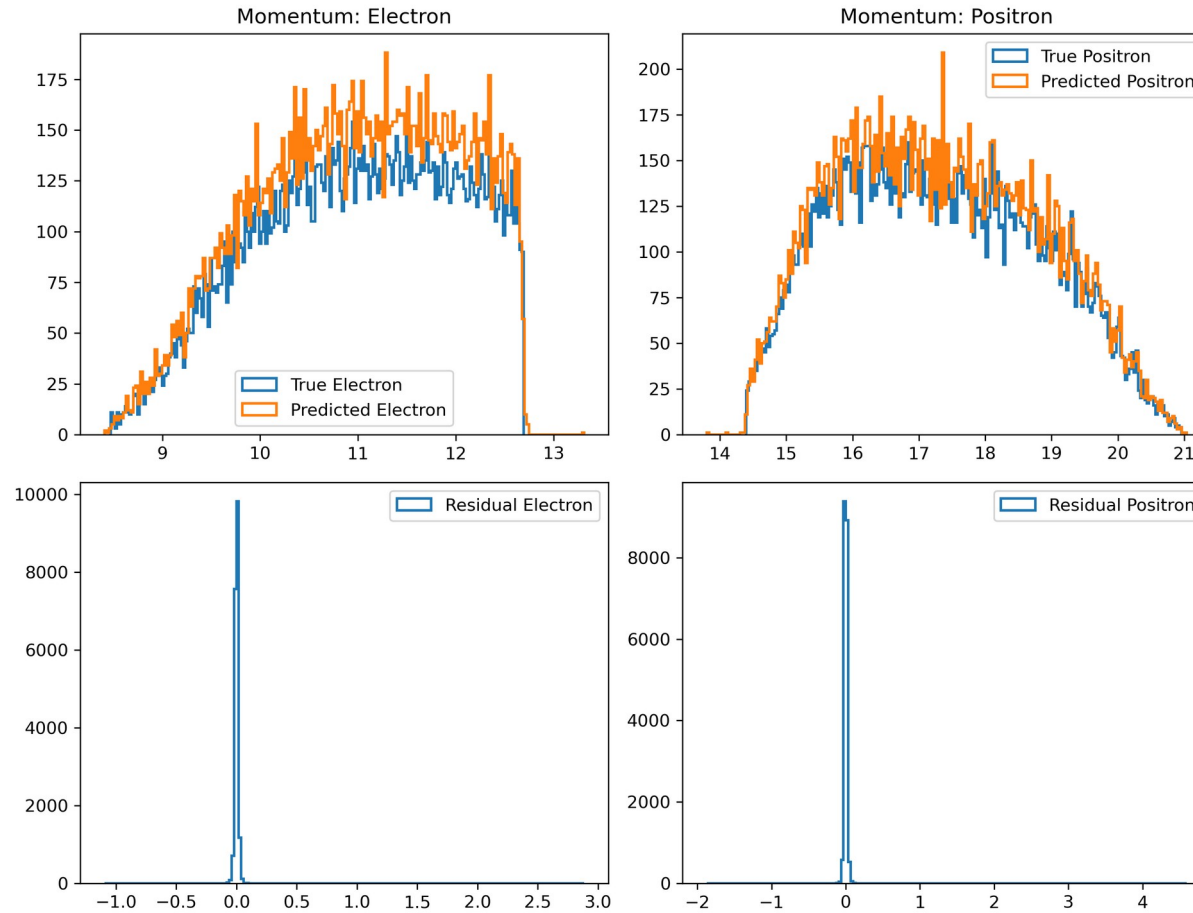 Momentum: Electron
175
150
125
100
75
50
25
0
9 10 11 12 13
True Electron
Predicted Electron
Momentum: Positron
200
175
150
125
100
75
50
25
0
14 15 16 17 18 19 20 21
True Positron
Predicted Positron
10000
8000
6000
4000
2000
0
−1.0 −0.5 0.0 0.5 1.0 1.5 2.0 2.5 3.0
Residual Electron
8000
6000
4000
2000
0
−2 −1 0 1 2 3 4
Residual Positron